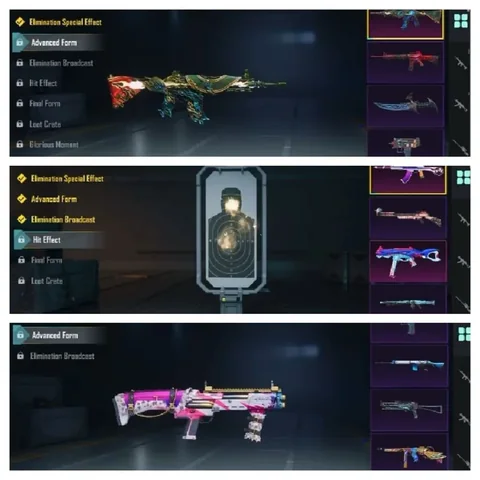 Elimination Special Effect
Advanced Form
Elimination Broadcast
Hit Effect
Final Form
Loot Crate
Glorious Moment
Elimination Special Effect
Advanced Form
Elimination Broadcast
Hit Effect
Final Form
Loot Crate
Advanced Form
Elimination Broadcast